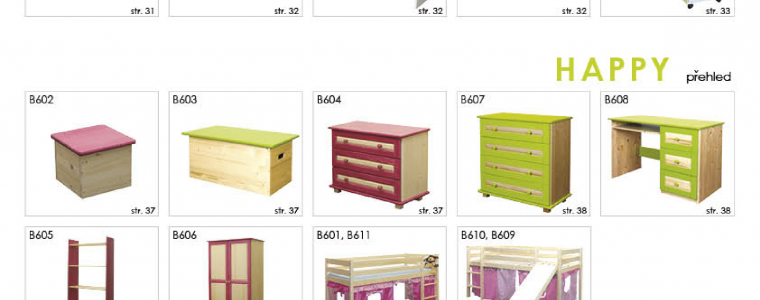 str. 31 str. 32 str. 32 str. 32 str. 33
HAPPY přehled
B602 B603 B604 B607 B608
str. 37 str. 37 str. 37 str. 38 str. 38
B605 B606 B601, B611 B610, B609